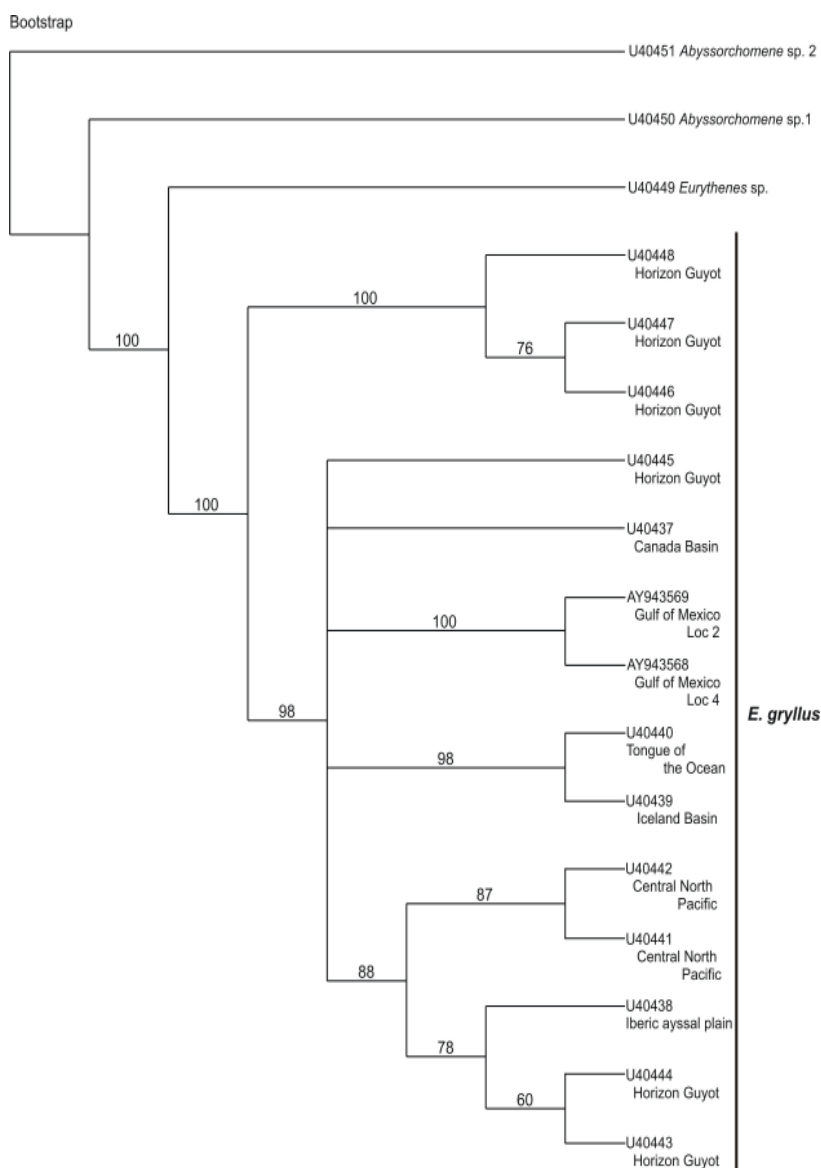 Bootstrap
U40451 Abyssorchomene sp. 2
U40450 Abyssorchomene sp.1
U40449 Eurythenes sp.
U40448
Horizon Guyot
100
U40447
Horizon Guyot
76
100
U40446
Horizon Guyot
U40445
Horizon Guyot
100
U40437
Canada Basin
AY943569
Gulf of Mexico
Loc 2
100
AY943568
Gulf of Mexico
Loc 4
98
E. gryllus
U40440
Tongue of
the Ocean
98
U40439
Iceland Basin
U40442
Central North
Pacific
87
U40441
Central North
Pacific
88
U40438
Iberic ayssal plain
78
U40444
Horizon Guyot
60
U40443
Horizon Guyot